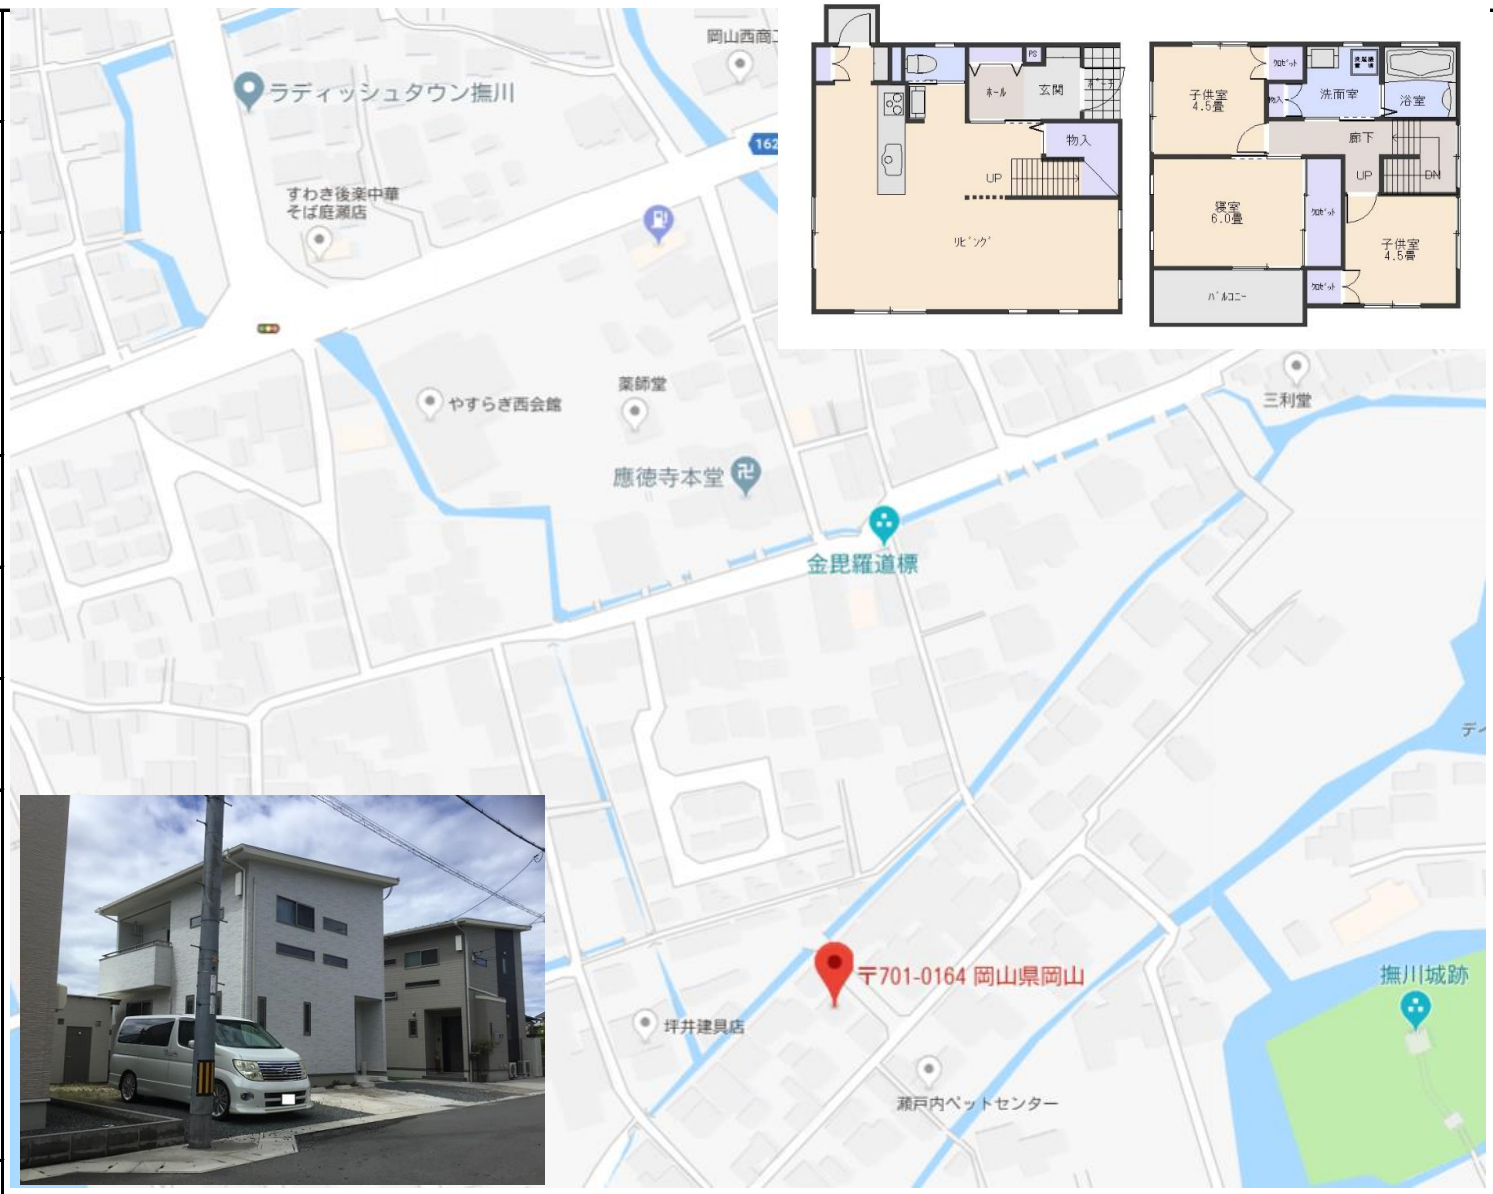 岡山西商
ラディッシュタウン撫川
162
すわき後楽中華
そば庭瀬店
やすらぎ西会館
薬師堂
應徳寺本堂
卍
金毘羅道標
三利堂
ディ
〒701-0164 岡山県岡山
撫川城跡
坪井建具店
瀬戸内ペットセンター
PS
ホール
玄関
ポーチ
物入
UP
リビング
子供室
4.5畳
クロゼット
物入
洗面室
浴室
廊下
UP
DN
寝室
6.0畳
クロゼット
子供室
4.5畳
クロゼット
バルコニー